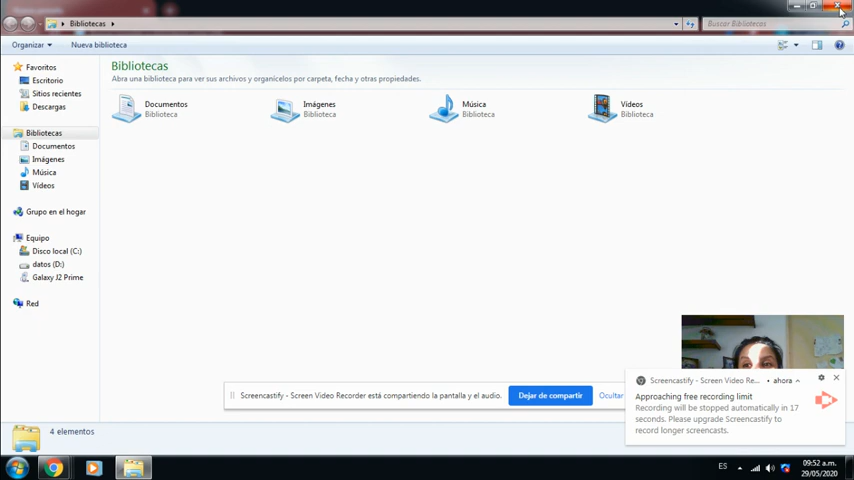 Bibliotecas
Buscar Bibliotecas
Organizar
Nueva biblioteca
Favoritos
Escritorio
Sitios recientes
Descargas
Bibliotecas
Documentos
Imágenes
Música
Vídeos
Grupo en el hogar
Equipo
Disco local (C:)
datos (D:)
Galaxy J2 Prime
Red
Bibliotecas
Abra una biblioteca para ver sus archivos y organícelos por carpeta, fecha y otras propiedades.
Documentos
Biblioteca
Imágenes
Biblioteca
Música
Biblioteca
Vídeos
Biblioteca
Screencastify - Screen Video Recorder está compartiendo la pantalla y el audio.
Dejar de compartir
Ocultar
Screencastify - Screen Video Re... • ahora
Approaching free recording limit
Recording will be stopped automatically in 17
seconds. Please upgrade Screencastify to
record longer screencasts.
4 elementos
ES
09:52 a.m.
29/05/2020